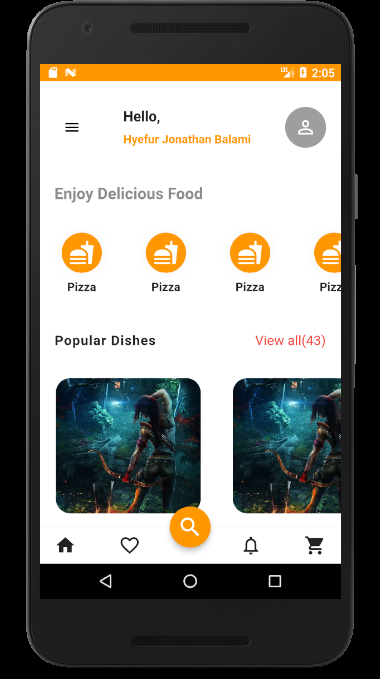 2:05
Hello,
Hyefur Jonathan Balami
Enjoy Delicious Food
Pizza Pizza Pizza Pizz
Popular Dishes View all(43)